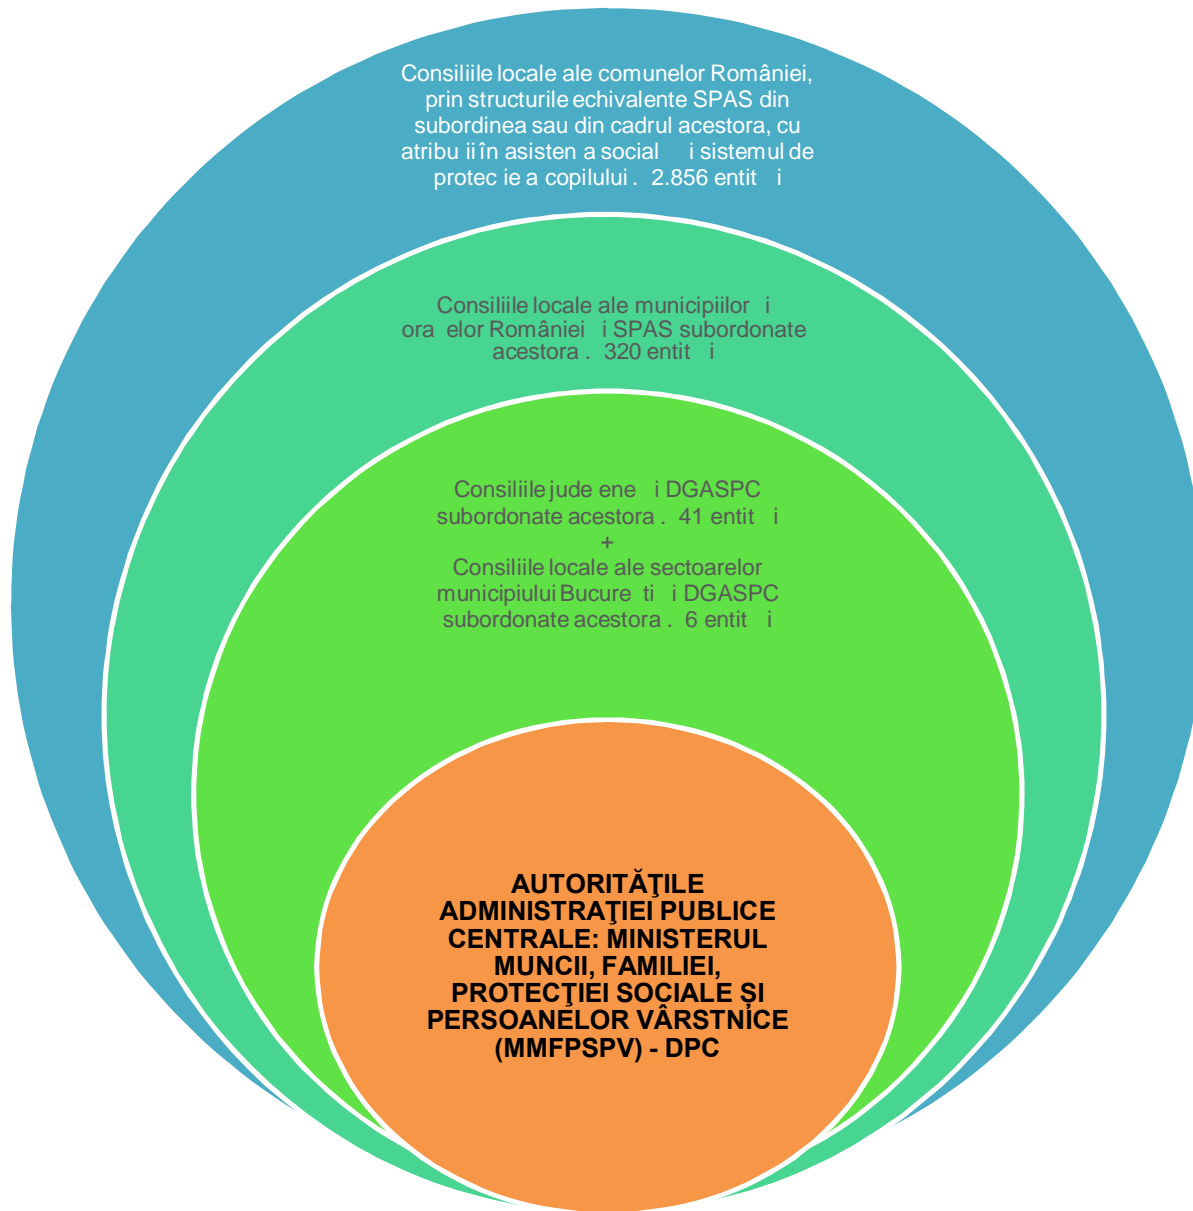 Consiliile locale ale comunelor României,
prin structurile echivalente SPAS din
subordinea sau din cadrul acestora, cu
atribu ii în asisten a social i sistemul de
protec ie a copilului . 2.856 entit i
Consiliile locale ale municipiilor i
ora elor României i SPAS subordonate
acestora . 320 entit i
Consiliile jude ene i DGASPC
subordonate acestora . 41 entit i
+
Consiliile locale ale sectoarelor
municipiului Bucure ti i DGASPC
subordonate acestora . 6 entit i
AUTORITĂŢILE
ADMINISTRAŢIEI PUBLICE
CENTRALE: MINISTERUL
MUNCII, FAMILIEI,
PROTECŢIEI SOCIALE ȘI
PERSOANELOR VÂRSTNICE
(MMFPSPV) - DPC